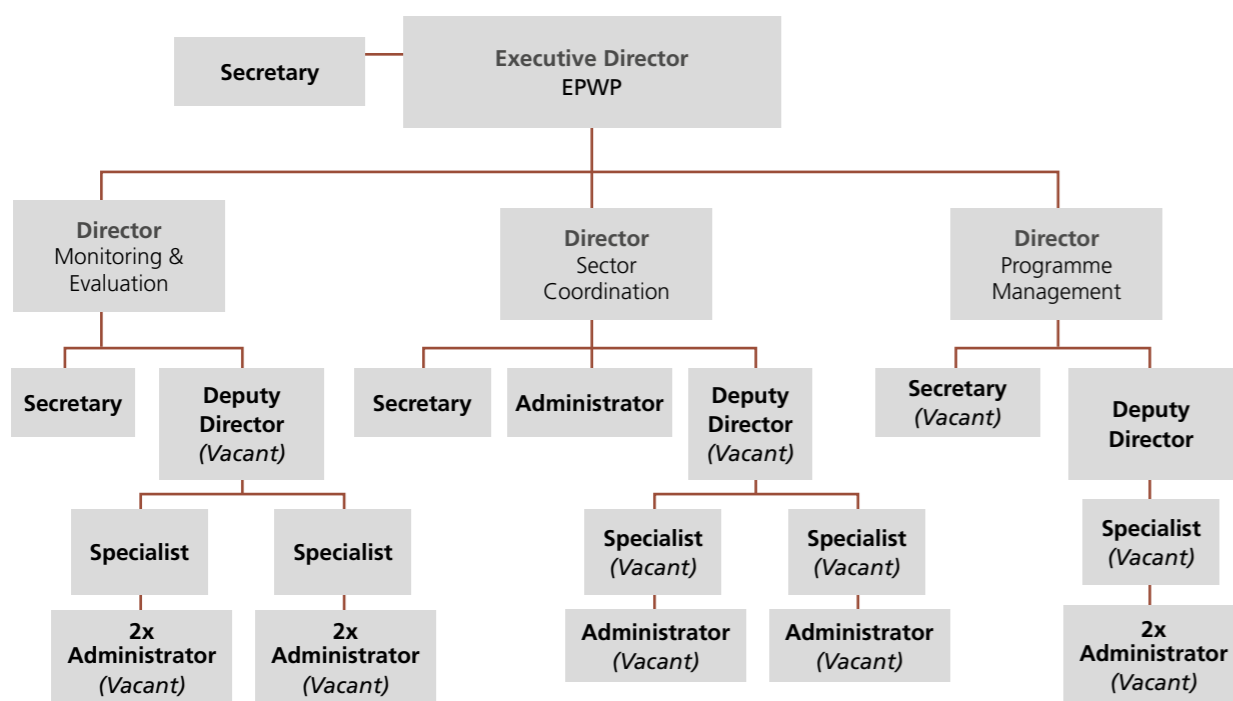 Secretary
Executive Director
EPWP
Director
Monitoring &
Evaluation
Director
Sector
Coordination
Director
Programme
Management
Secretary
Deputy
Director
(Vacant)
Secretary
Administrator
Deputy
Director
(Vacant)
Secretary
(Vacant)
Deputy
Director
Specialist
Specialist
Specialist
(Vacant)
Specialist
(Vacant)
Specialist
(Vacant)
2x
Administrator
(Vacant)
2x
Administrator
(Vacant)
Administrator
(Vacant)
Administrator
(Vacant)
2x
Administrator
(Vacant)